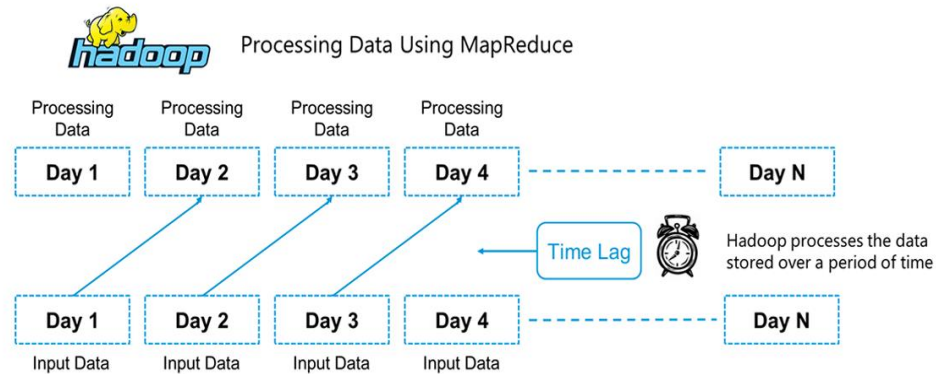 hadoop
Processing Data Using MapReduce
Processing
Data
Processing
Data
Processing
Data
Processing
Data
Day 1
Day 2
Day 3
Day 4
Day N
Time Lag
Hadoop processes the data
stored over a period of time
Day 1
Day 2
Day 3
Day 4
Day N
Input Data
Input Data
Input Data
Input Data